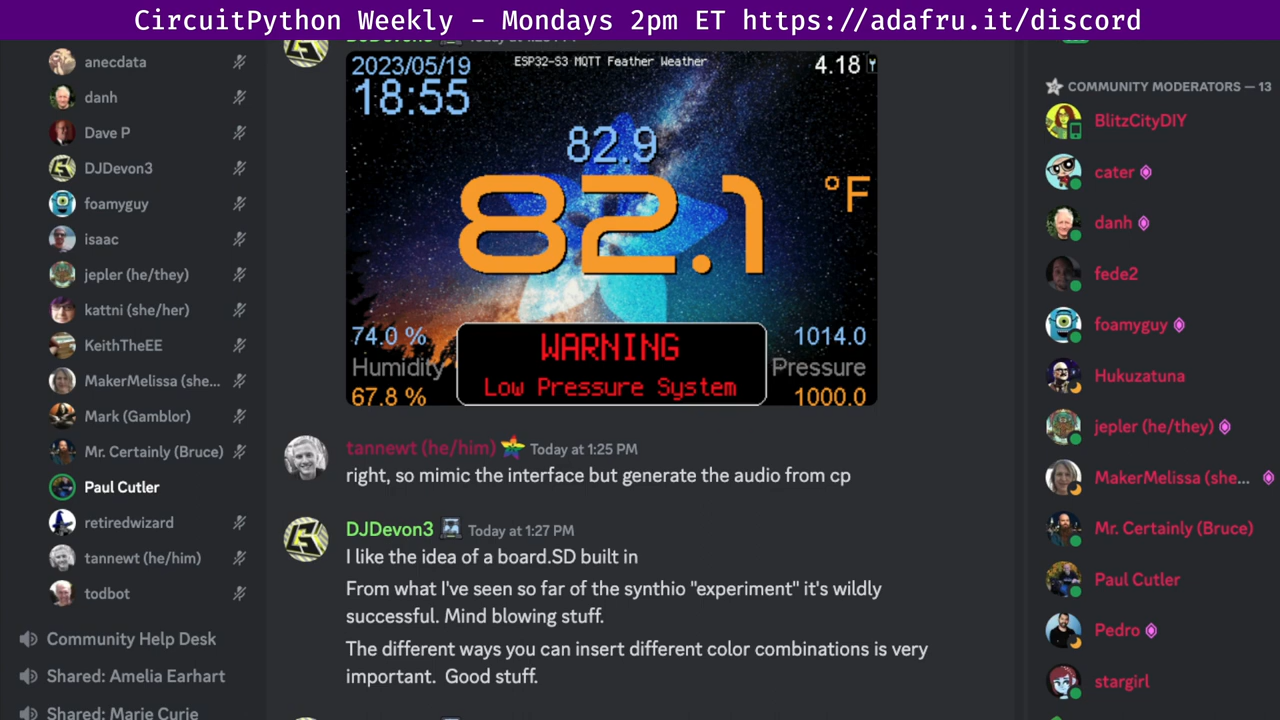 CircuitPython Weekly - Mondays 2pm ET https://adafru.it/discord
anecdata
danh
Dave P
DJDevon3
foamyguy
isaac
jepler (he/they)
kattni (she/her)
KeithTheEE
MakerMelissa (she...
Mark (Gamblor)
Mr. Certainly (Bruce)
Paul Cutler
retiredwizard
tannewt (he/him)
todbot
Community Help Desk
Shared: Amelia Earhart
Shared: Marie Curie
DJDevon3 Today at 1:25 PM
2023/05/19
ESP32-S3 MQTT Feather Weather
4.18
18:55
82.9
82.1
°F
74.0 %
Humidity
67.8 %
WARNING
Low Pressure System
1014.0
Pressure
1000.0
tannewt (he/him) Today at 1:25 PM
right, so mimic the interface but generate the audio from cp
DJDevon3 Today at 1:27 PM
I like the idea of a board.SD built in
From what I've seen so far of the synthio "experiment" it's wildly
successful. Mind blowing stuff.
The different ways you can insert different color combinations is very
important.  Good stuff.
COMMUNITY MODERATORS — 13
BlitzCityDIY
cater
danh
fede2
foamyguy
Hukuzatuna
jepler (he/they)
MakerMelissa (she...
Mr. Certainly (Bruce)
Paul Cutler
Pedro
stargirl